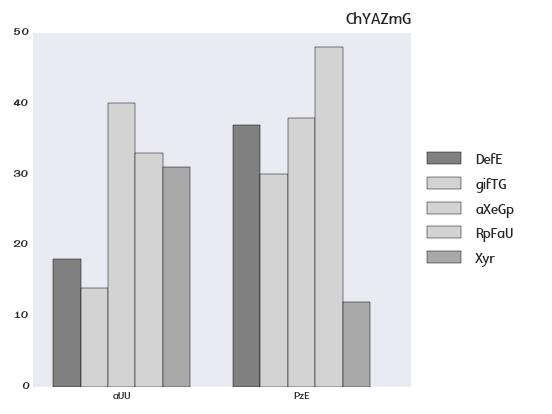 ChYAZmG
50
40
30
20
10
0
aUU
PzE
DefE
gifTG
aXeGp
RpFaU
Xyr